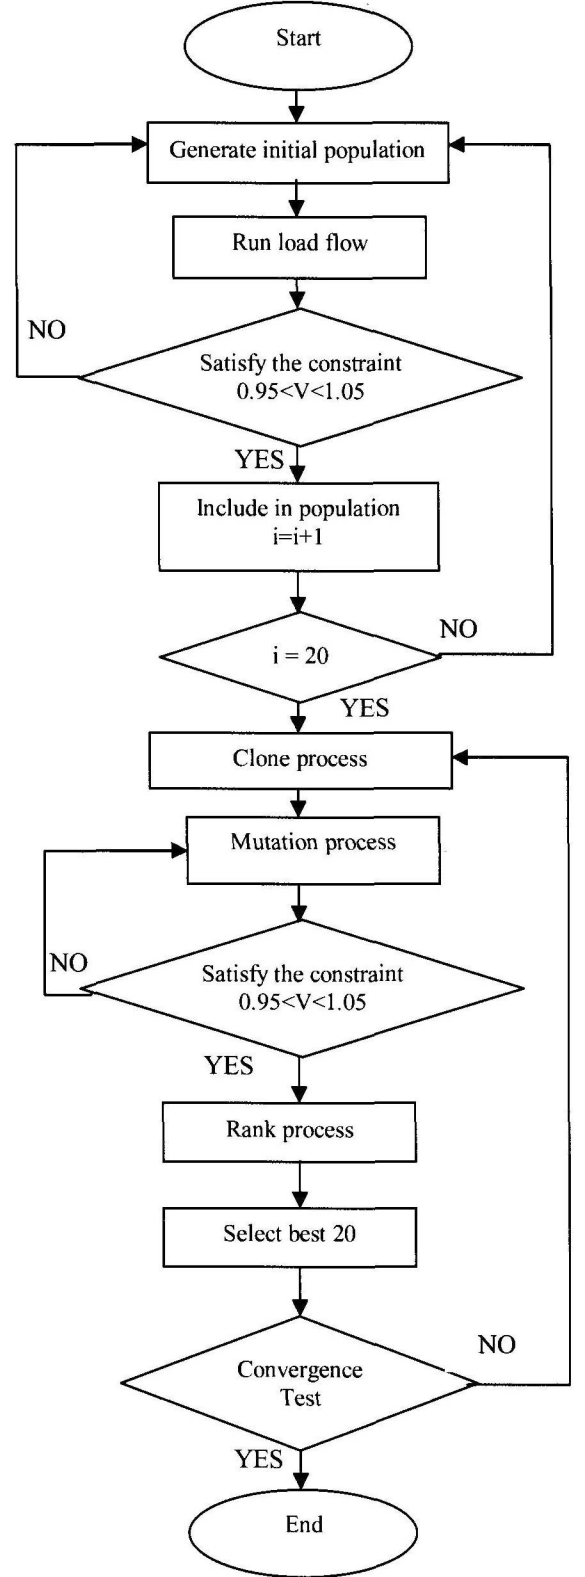 Start
Generate initial population
Run load flow
NO
Satisfy the constraint
0.95<V<1.05
YES
Include in population
i=i+1
NO
i = 20
YES
Clone process
Mutation process
NO
Satisfy the constraint
0.95<V<1.05
YES
Rank process
Select best 20
NO
Convergence
Test
YES
End